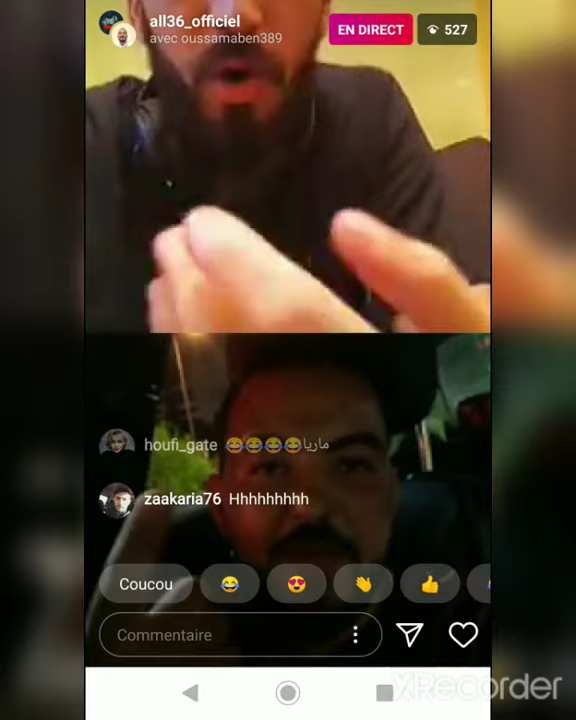 all36_officiel
avec oussamaben389
EN DIRECT
527
houfi_gate 😂😂😂😂ماريا
zaakaria76 Hhhhhhhhh
Coucou 😂 😍 👏 👍
Commentaire
XRecorder